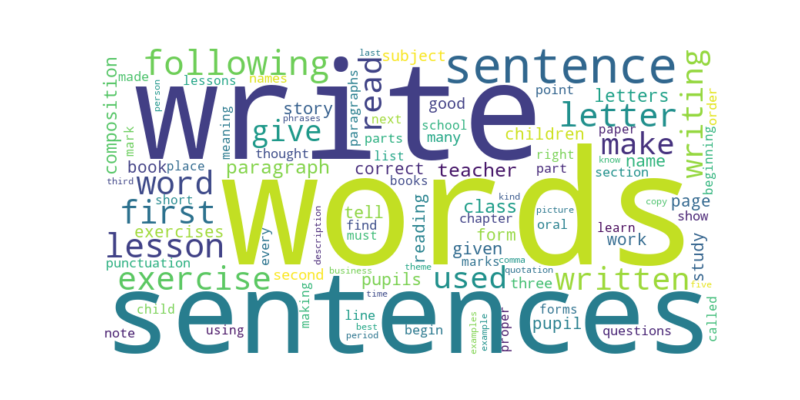 last
following
sentence
subject
write
read
composition
made
names
lessons
person
story
phrases
paragraphs
good
point
letters
order
writing
mark
meaning
give
next
parts
school
many
children
letter
paper
make
thought
list
right
know
name
book
place
paragraph
correct
teacher
part
section
beginning
third
word
short
words
books
kind
copy
page
first
description
tell
reading
class
chapter
picture
oral
show
exercises
every
find
must
form
learn
work
study
lesson
given
punctuation
marks
comma
exercise
second
business
theme
quotation
used
three
written
five
pupils
sentences
child
making
time
line
best
period
begin
examples
example
proper
forms
pupil
called
note
using
questions